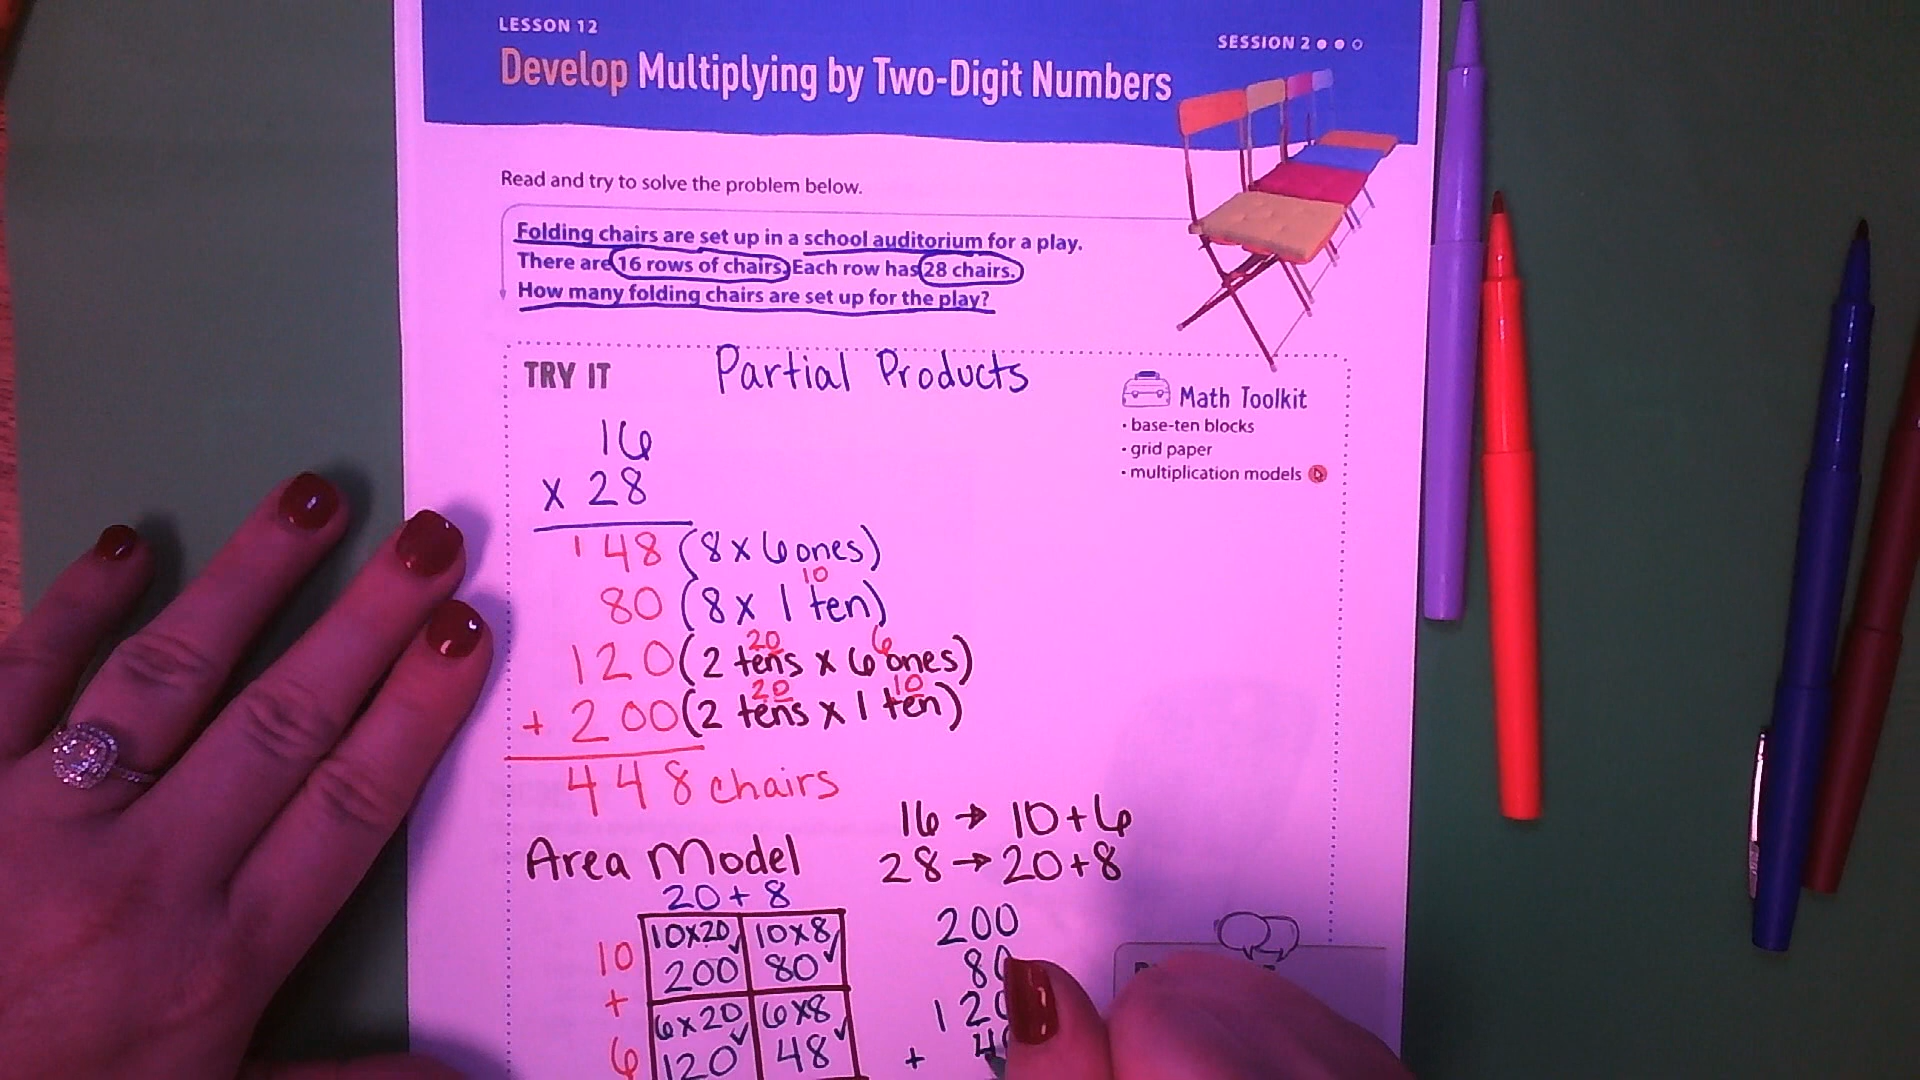 LESSON 12
SESSION 2
Develop Multiplying by Two-Digit Numbers
Read and try to solve the problem below.
Folding chairs are set up in a school auditorium for a play.
There are 16 rows of chairs. Each row has 28 chairs.
How many folding chairs are set up for the play?
TRY IT
Partial Products
Math Toolkit
• base-ten blocks
• grid paper
• multiplication models
16
x 28
1
48 (8 x 6 ones)
10
80 (8 x 1 ten)
20 6
120 (2 tens x 6 ones)
20 10
+ 200 (2 tens x 1 ten)
448 chairs
16 → 10+6
28 → 20+8
Area Model
20 + 8
10
+
6
10x20 10x8
200 80
6x20 6x8
120 48
200
80
120
+ 4